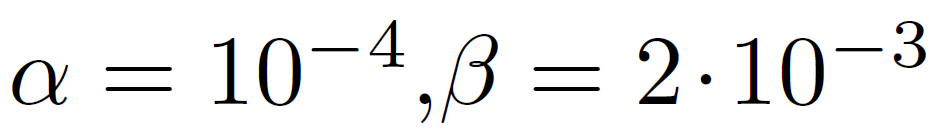 α = 10⁻⁴,β = 2·10⁻³